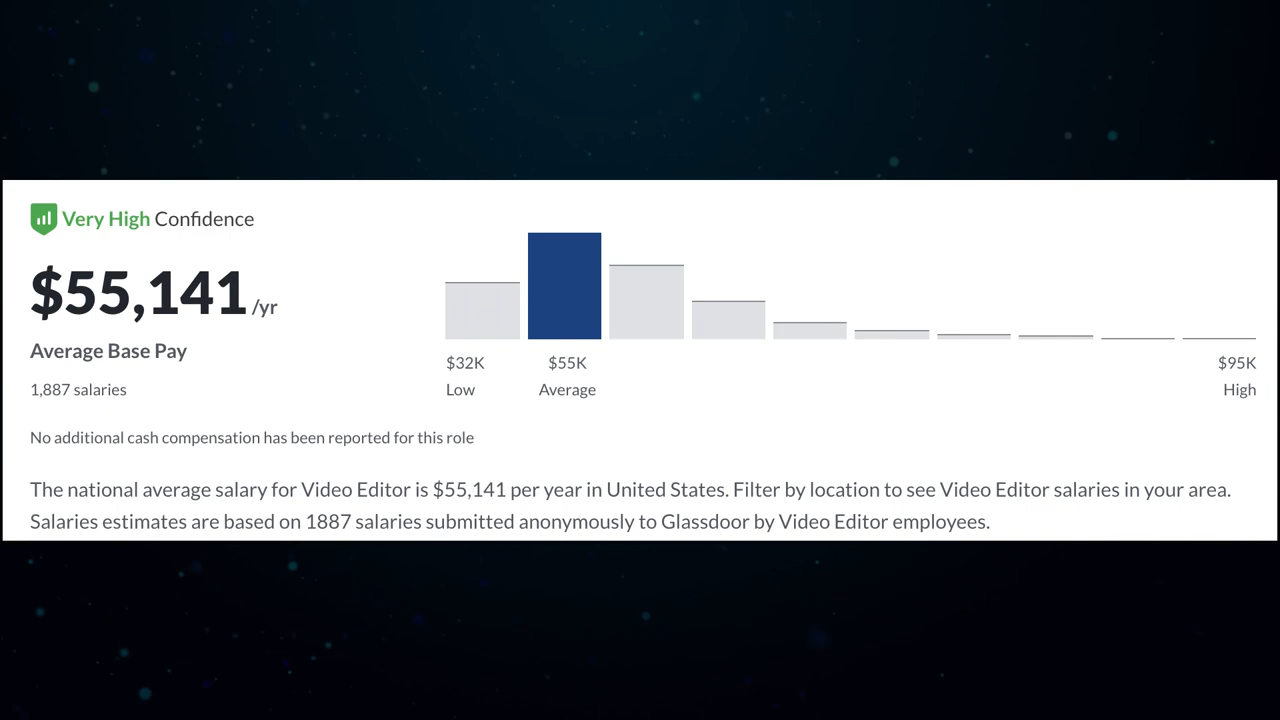 Very High Confidence
$55,141 /yr
Average Base Pay
1,887 salaries
$32K
Low
$55K
Average
$95K
High
No additional cash compensation has been reported for this role
The national average salary for Video Editor is $55,141 per year in United States. Filter by location to see Video Editor salaries in your area.
Salaries estimates are based on 1887 salaries submitted anonymously to Glassdoor by Video Editor employees.